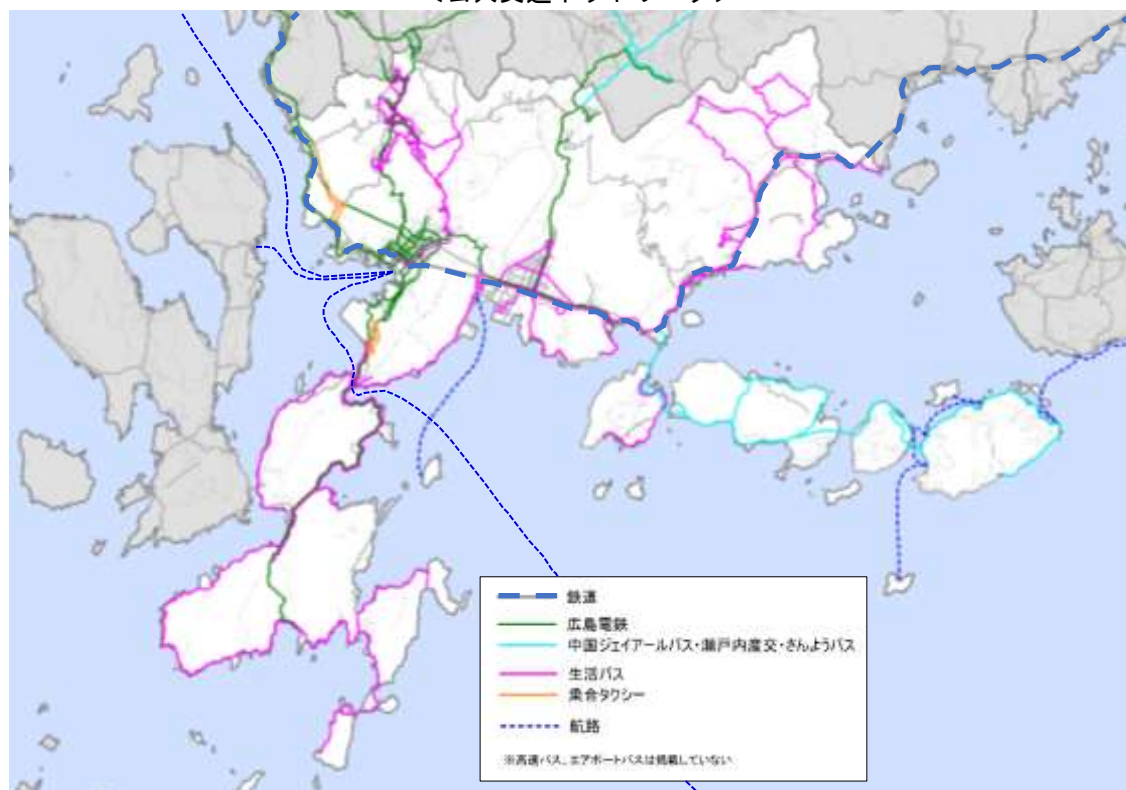 鉄道
広島電鉄
中国ジェイアールバス・瀬戸内産交・さんようバス
生活バス
乗合タクシー
航路
※高速バス、エアポートバスは掲載していない